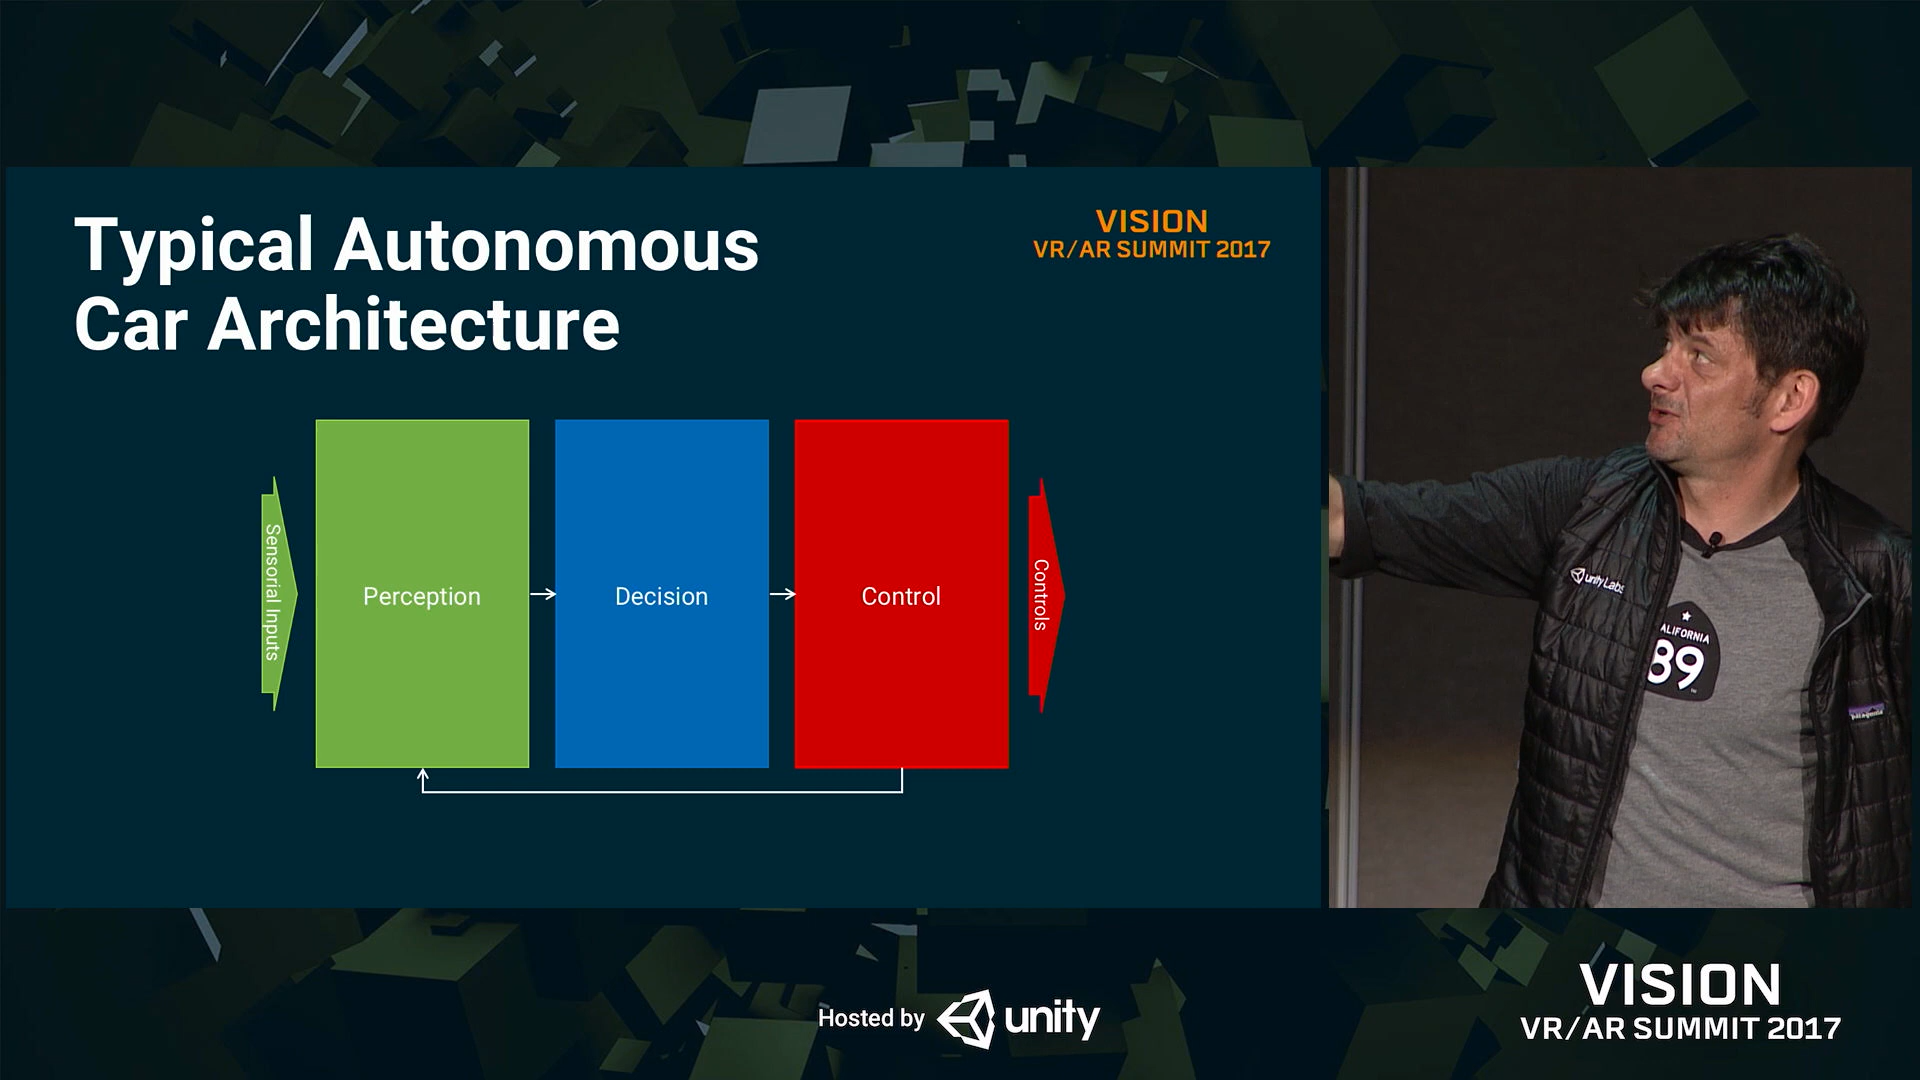 Typical Autonomous
Car Architecture
VISION
VR/AR SUMMIT 2017
Sensorial Inputs
Perception
Decision
Control
Controls
unity Labs
CALIFORNIA
89
patagonia
Hosted by unity
VISION
VR/AR SUMMIT 2017